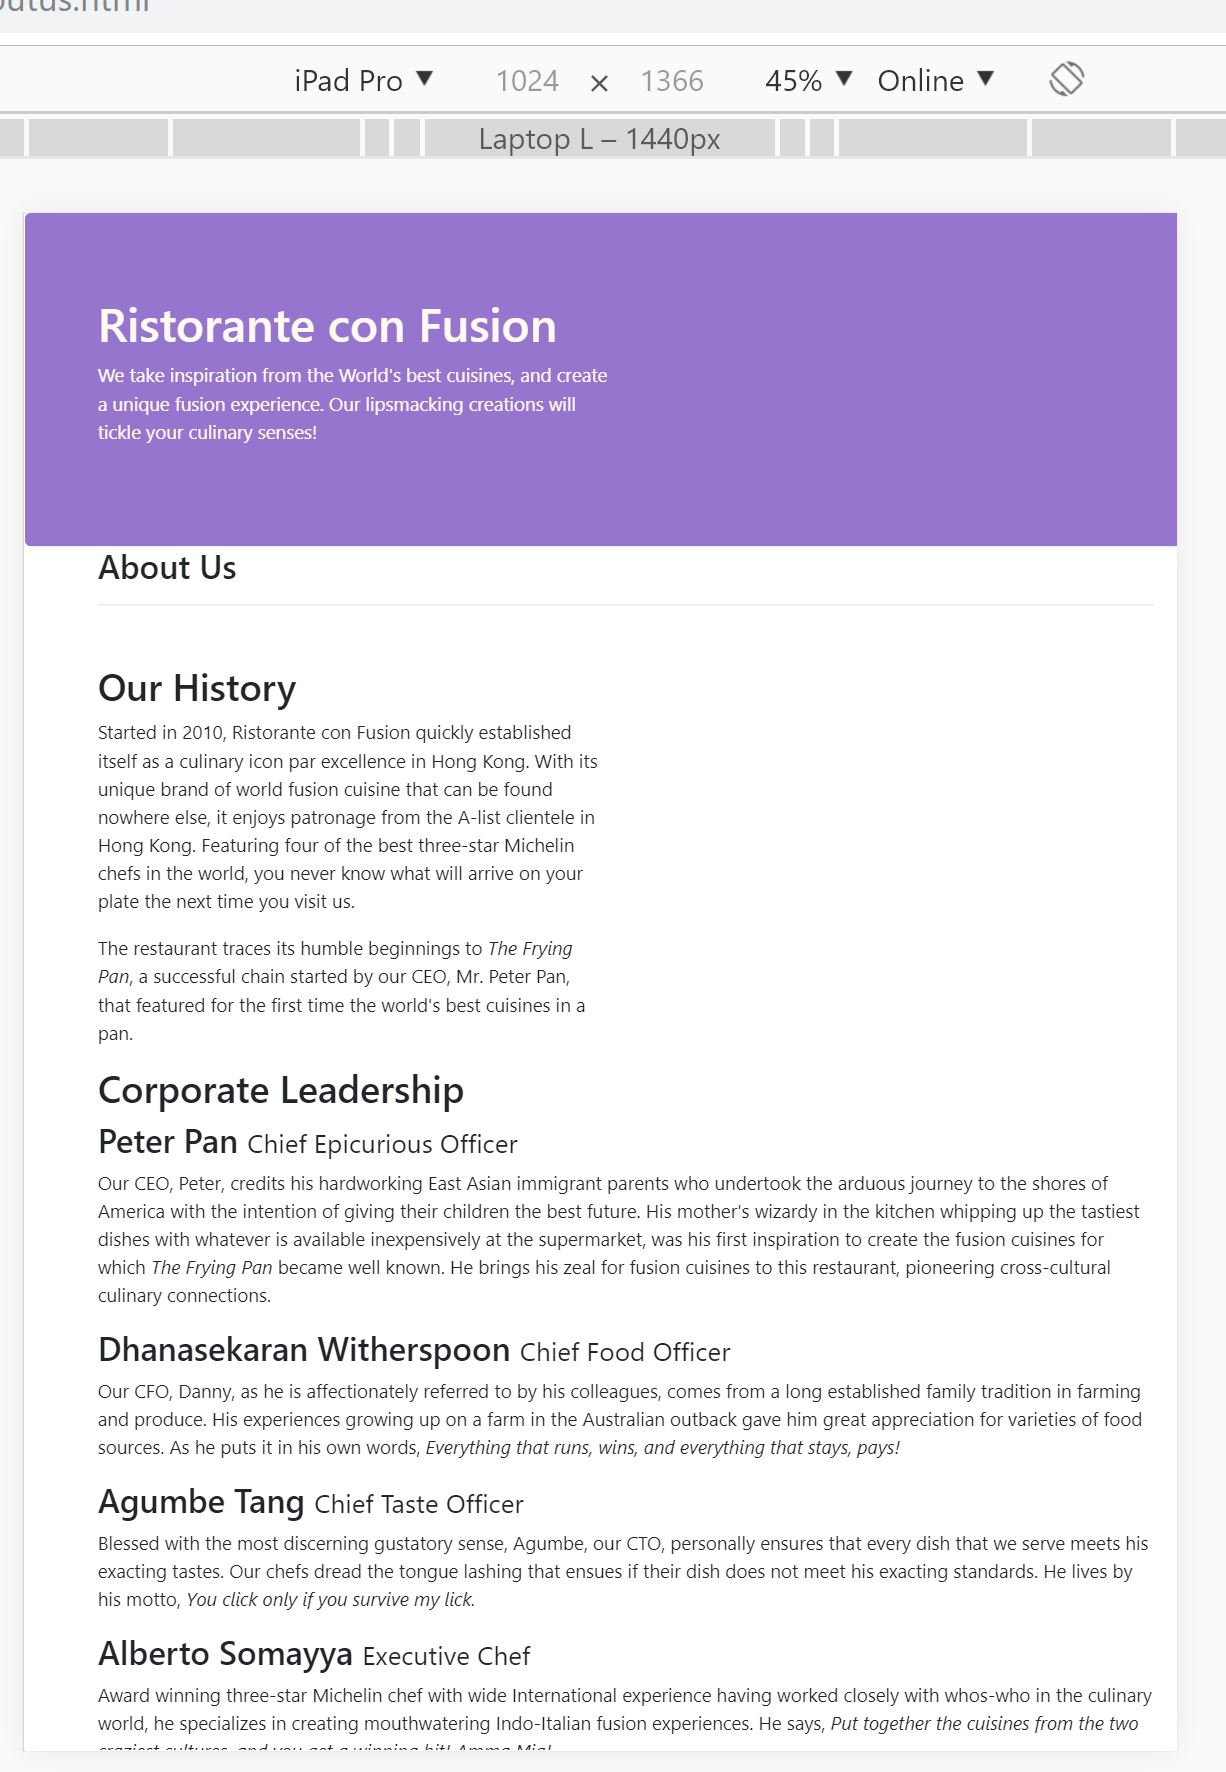 outus.html
iPad Pro ▼ 1024 × 1366 45% ▼ Online ▼
Laptop L – 1440px
Ristorante con Fusion
We take inspiration from the World's best cuisines, and create
a unique fusion experience. Our lipsmacking creations will
tickle your culinary senses!
About Us
Our History
Started in 2010, Ristorante con Fusion quickly established
itself as a culinary icon par excellence in Hong Kong. With its
unique brand of world fusion cuisine that can be found
nowhere else, it enjoys patronage from the A-list clientele in
Hong Kong. Featuring four of the best three-star Michelin
chefs in the world, you never know what will arrive on your
plate the next time you visit us.
The restaurant traces its humble beginnings to The Frying
Pan, a successful chain started by our CEO, Mr. Peter Pan,
that featured for the first time the world's best cuisines in a
pan.
Corporate Leadership
Peter Pan Chief Epicurious Officer
Our CEO, Peter, credits his hardworking East Asian immigrant parents who undertook the arduous journey to the shores of
America with the intention of giving their children the best future. His mother's wizardy in the kitchen whipping up the tastiest
dishes with whatever is available inexpensively at the supermarket, was his first inspiration to create the fusion cuisines for
which The Frying Pan became well known. He brings his zeal for fusion cuisines to this restaurant, pioneering cross-cultural
culinary connections.
Dhanasekaran Witherspoon Chief Food Officer
Our CFO, Danny, as he is affectionately referred to by his colleagues, comes from a long established family tradition in farming
and produce. His experiences growing up on a farm in the Australian outback gave him great appreciation for varieties of food
sources. As he puts it in his own words, Everything that runs, wins, and everything that stays, pays!
Agumbe Tang Chief Taste Officer
Blessed with the most discerning gustatory sense, Agumbe, our CTO, personally ensures that every dish that we serve meets his
exacting tastes. Our chefs dread the tongue lashing that ensues if their dish does not meet his exacting standards. He lives by
his motto, You click only if you survive my lick.
Alberto Somayya Executive Chef
Award winning three-star Michelin chef with wide International experience having worked closely with whos-who in the culinary
world, he specializes in creating mouthwatering Indo-Italian fusion experiences. He says, Put together the cuisines from the two
craziest cultures, and you get a winning hit! Amma Mia!